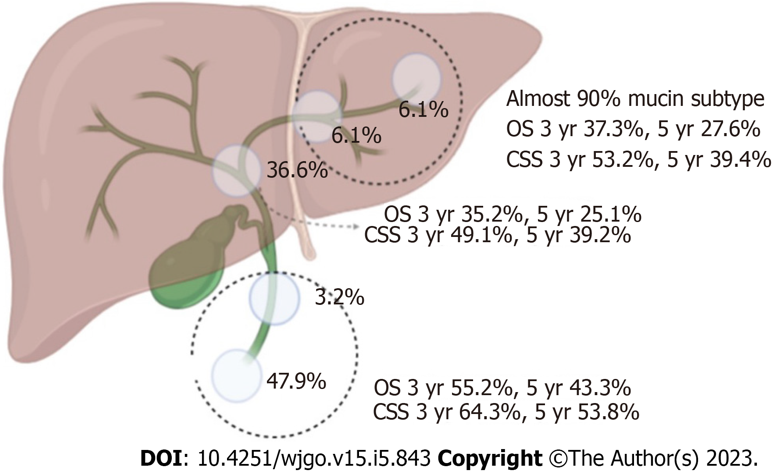 6.1%
6.1%
Almost 90% mucin subtype
OS 3 yr 37.3%, 5 yr 27.6%
CSS 3 yr 53.2%, 5 yr 39.4%
36.6%
OS 3 yr 35.2%, 5 yr 25.1%
CSS 3 yr 49.1%, 5 yr 39.2%
3.2%
47.9%
OS 3 yr 55.2%, 5 yr 43.3%
CSS 3 yr 64.3%, 5 yr 53.8%
DOI: 10.4251/wjgo.v15.i5.843 Copyright ©The Author(s) 2023.